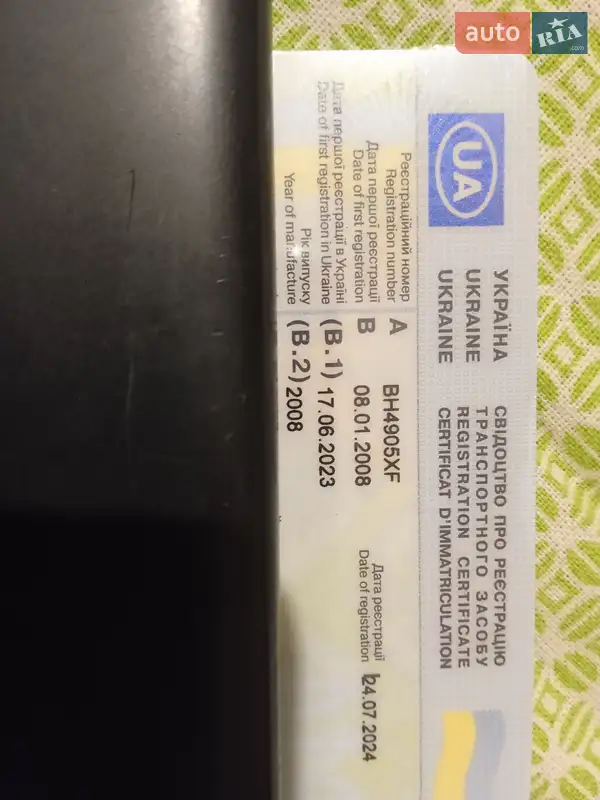 auto RIA .com
UA
УКРАЇНА
UKRAINE
UKRAINE
СВІДОЦТВО ПРО РЕЄСТРАЦІЮ
ТРАНСПОРТНОГО ЗАСОБУ
REGISTRATION CERTIFICATE
CERTIFICAT D'IMMATRICULATION
Реєстраційний номер
Registration number A BH4905XF
Дата першої реєстрації
Date of first registration B 08.01.2008
Дата реєстрації
Date of registration 24.07.2024
Дата першої реєстрації в Україні
Date of first registration in Ukraine (B.1) 17.06.2023
Рік випуску
Year of manufacture (B.2) 2008